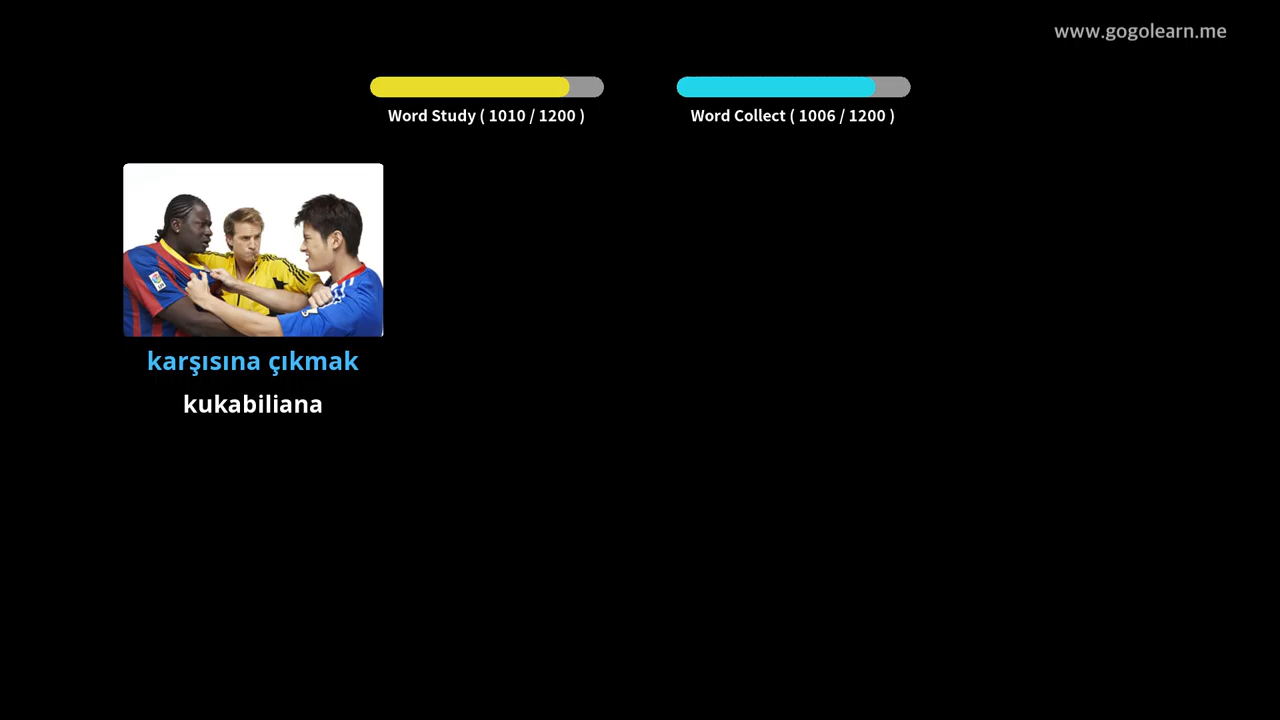 www.gogolearn.me
Word Study ( 1010 / 1200 )
Word Collect ( 1006 / 1200 )
karşısına çıkmak
kukabiliana